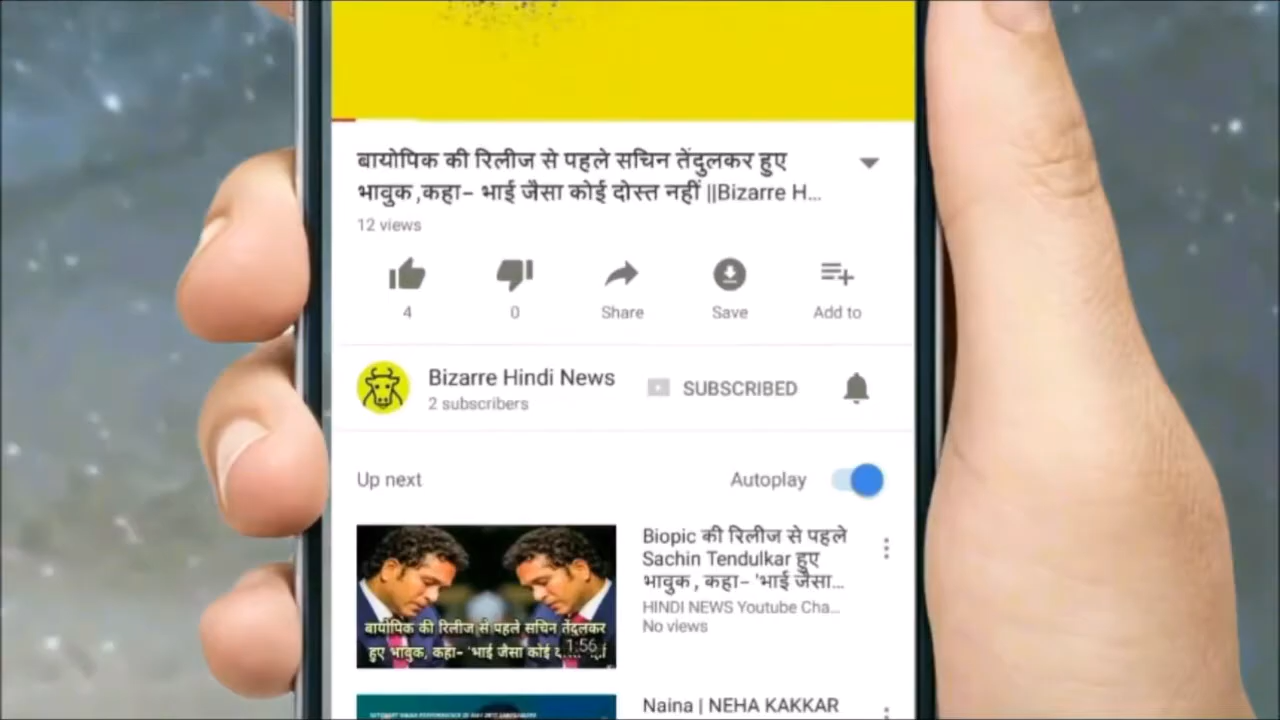 बायोपिक की रिलीज से पहले सचिन तेंदुलकर हुए
भावुक ,कहा– भाई जैसा कोई दोस्त नहीं ||Bizarre H...
12 views
4
0
Share
Save
Add to
Bizarre Hindi News
SUBSCRIBED
2 subscribers
Up next
Autoplay
Biopic की रिलीज से पहले
Sachin Tendulkar हुए
भावुक , कहा– 'भाई जैसा...
HINDI NEWS Youtube Cha...
No views
बायोपिक की रिलीज से पहले सचिन तेंदुलकर
हुए भावुक, कहा– 'भाई जैसा कोई
1:56
Naina | NEHA KAKKAR